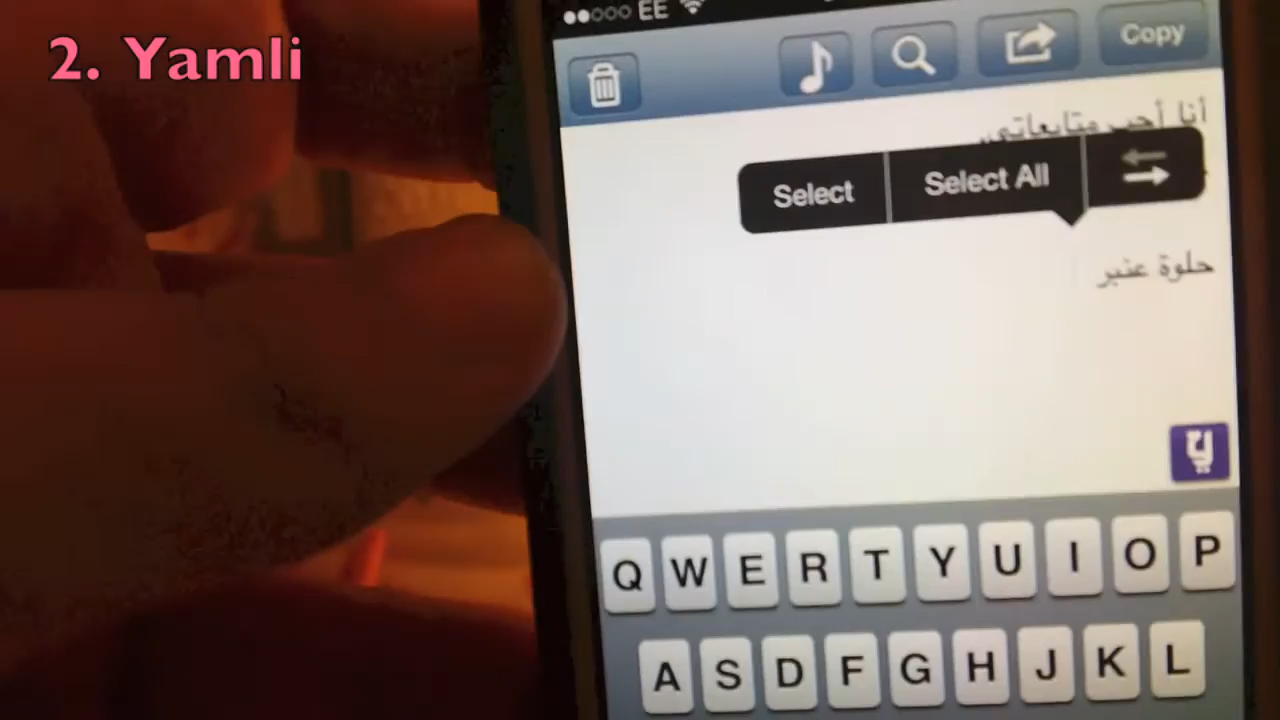 2. Yamli
EE
Copy
أنا أحب متابعاتي
Select
Select All
حلوة عنبر
ي
Q W E R T Y U I O P
A S D F G H J K L